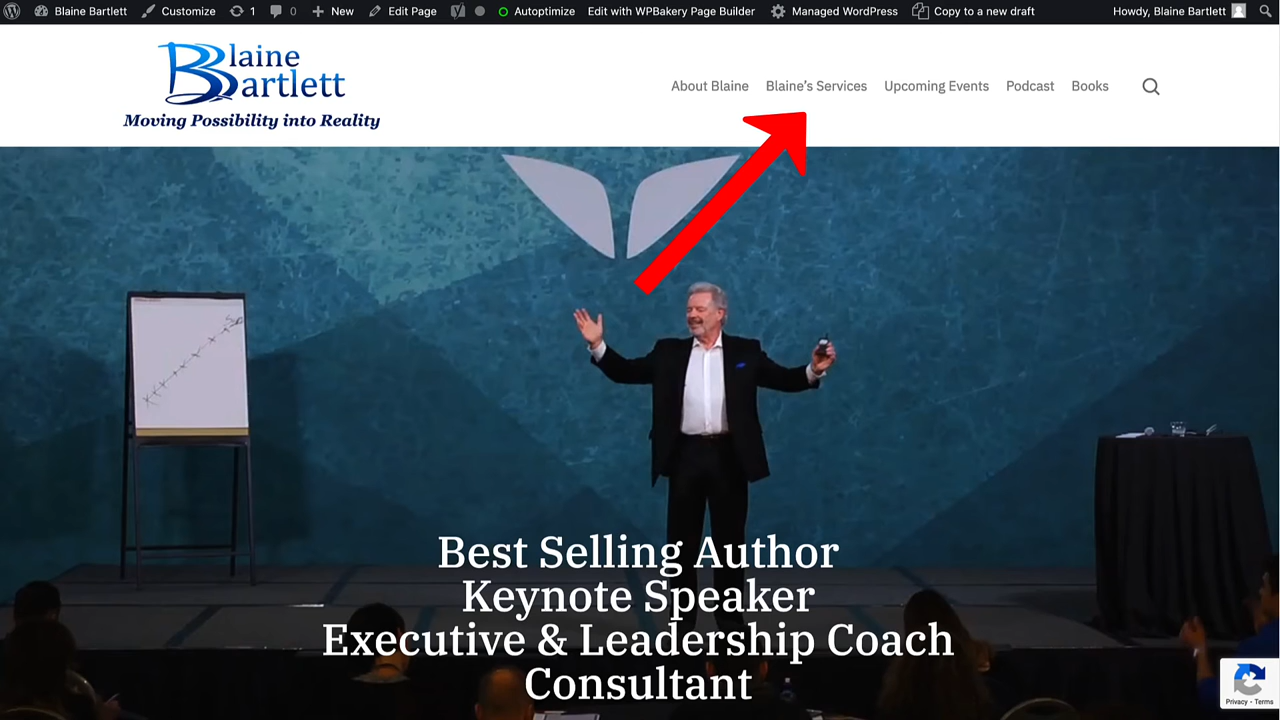 Blaine Bartlett Customize 1 0 New Edit Page Autoptimize Edit with WPBakery Page Builder Managed WordPress Copy to a new draft Howdy, Blaine Bartlett
Blaine
Bartlett
Moving Possibility into Reality
About Blaine Blaine's Services Upcoming Events Podcast Books
Best Selling Author
Keynote Speaker
Executive & Leadership Coach
Consultant
Privacy - Terms